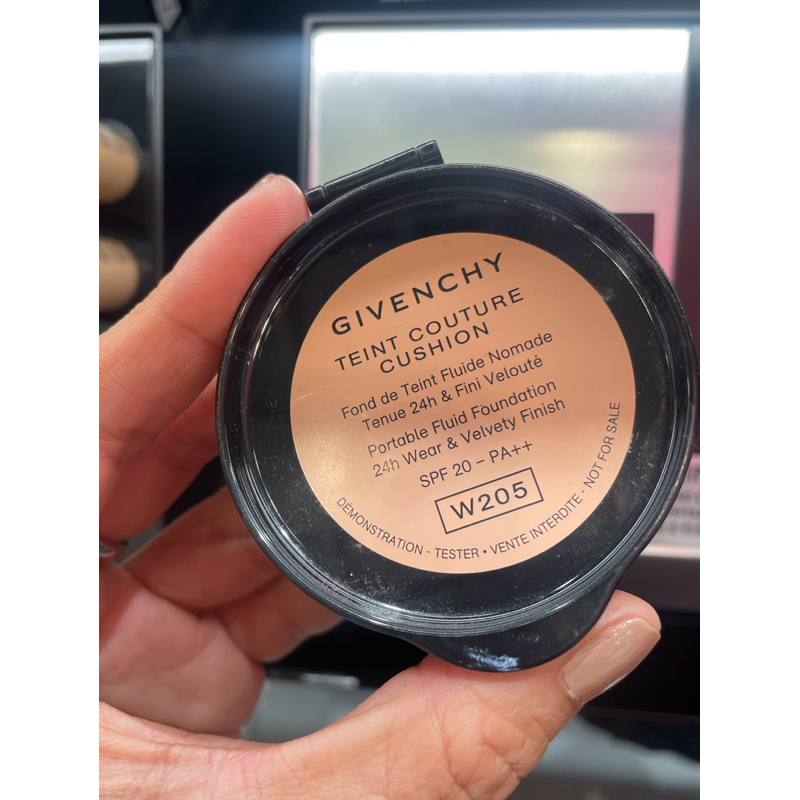 GIVENCHY
TEINT COUTURE
CUSHION
Fond de Teint Fluide Nomade
Tenue 24h & Fini Velouté
Portable Fluid Foundation
24h Wear & Velvety Finish
SPF 20 – PA++
W205
DÉMONSTRATION - TESTER • VENTE INTERDITE - NOT FOR SALE